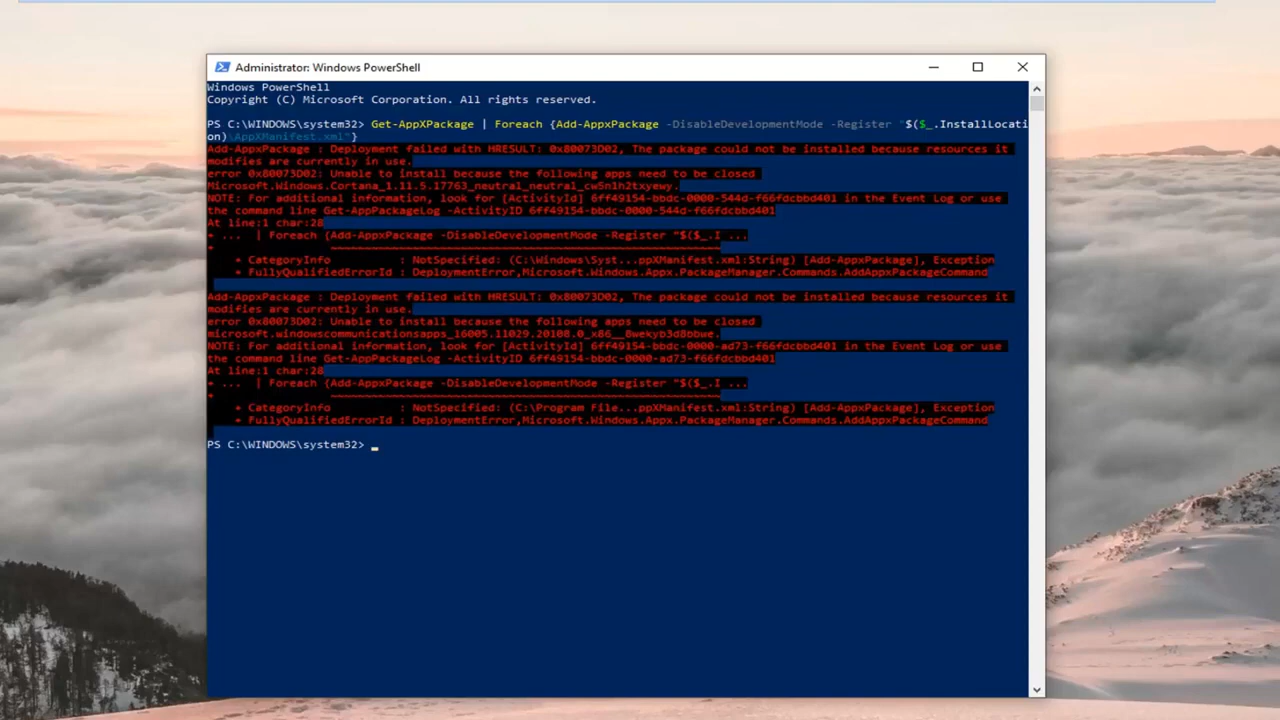 Administrator: Windows PowerShell
Windows PowerShell
Copyright (C) Microsoft Corporation. All rights reserved.
PS C:\WINDOWS\system32> Get-AppXPackage | Foreach {Add-AppxPackage -DisableDevelopmentMode -Register "$($_.InstallLocati
on)\AppXManifest.xml"}
Add-AppxPackage : Deployment failed with HRESULT: 0x80073D02, The package could not be installed because resources it
modifies are currently in use.
error 0x80073D02: Unable to install because the following apps need to be closed
Microsoft.Windows.Cortana_1.11.5.17763_neutral_neutral_cw5n1h2txyewy.
NOTE: For additional information, look for [ActivityId] 6ff49154-bbdc-0000-544d-f66fdcbbd401 in the Event Log or use
the command line Get-AppPackageLog -ActivityID 6ff49154-bbdc-0000-544d-f66fdcbbd401
At line:1 char:28
+ ...  | Foreach {Add-AppxPackage -DisableDevelopmentMode -Register "$($_.I ...
+                 ~~~~~~~~~~~~~~~~~~~~~~~~~~~~~~~~~~~~~~~~~~~~~~~~~~~~~~~~~
    + CategoryInfo          : NotSpecified: (C:\Windows\Syst...ppXManifest.xml:String) [Add-AppxPackage], Exception
    + FullyQualifiedErrorId : DeploymentError,Microsoft.Windows.Appx.PackageManager.Commands.AddAppxPackageCommand
Add-AppxPackage : Deployment failed with HRESULT: 0x80073D02, The package could not be installed because resources it
modifies are currently in use.
error 0x80073D02: Unable to install because the following apps need to be closed
microsoft.windowscommunicationsapps_16005.11029.20108.0_x86__8wekyb3d8bbwe.
NOTE: For additional information, look for [ActivityId] 6ff49154-bbdc-0000-ad73-f66fdcbbd401 in the Event Log or use
the command line Get-AppPackageLog -ActivityID 6ff49154-bbdc-0000-ad73-f66fdcbbd401
At line:1 char:28
+ ...  | Foreach {Add-AppxPackage -DisableDevelopmentMode -Register "$($_.I ...
+                 ~~~~~~~~~~~~~~~~~~~~~~~~~~~~~~~~~~~~~~~~~~~~~~~~~~~~~~~~~
    + CategoryInfo          : NotSpecified: (C:\Program File...ppXManifest.xml:String) [Add-AppxPackage], Exception
    + FullyQualifiedErrorId : DeploymentError,Microsoft.Windows.Appx.PackageManager.Commands.AddAppxPackageCommand
PS C:\WINDOWS\system32> _